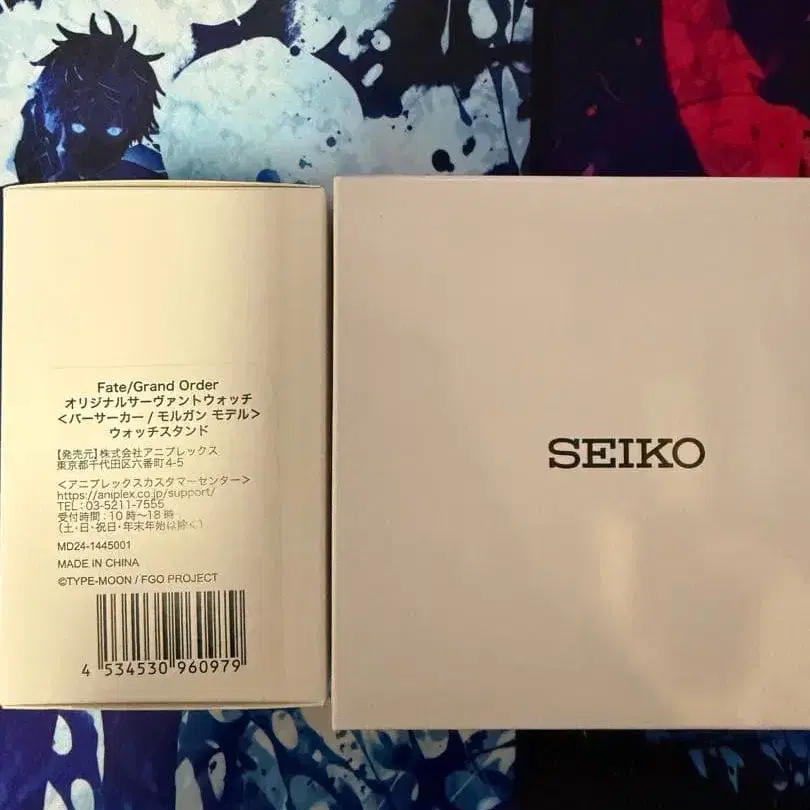 Fate/Grand Order
オリジナルサーヴァントウォッチ
＜バーサーカー / モルガン モデル＞
ウォッチスタンド
【発売元】株式会社アニプレックス
東京都千代田区六番町4-5
＜アニプレックスカスタマーセンター＞
https://aniplex.co.jp/support/
TEL：03-5211-7555
受付時間：10時～18時
（土・日・祝日・年末年始は除く）
MD24-1445001
MADE IN CHINA
©TYPE-MOON / FGO PROJECT
4 534530 960979
SEIKO